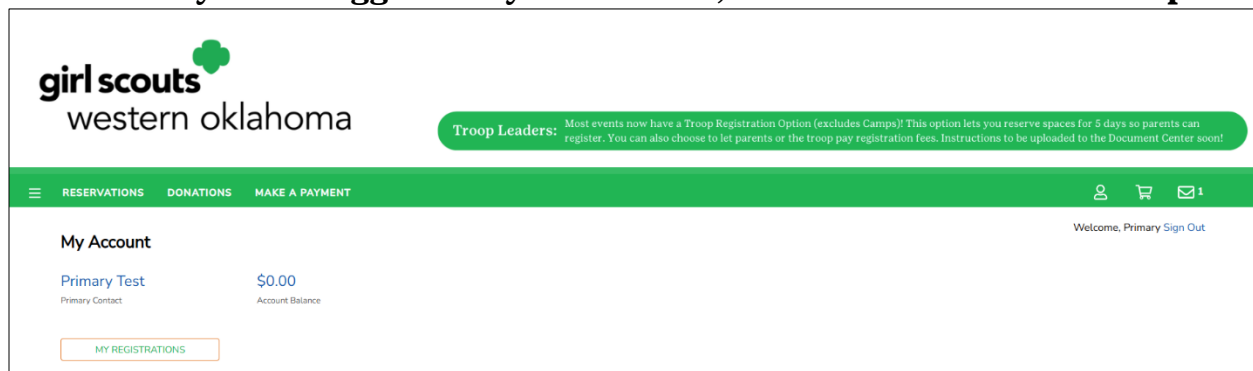 girl scouts
western oklahoma
Troop Leaders: Most events now have a Troop Registration Option (excludes Camps)! This option lets you reserve spaces for 5 days so parents can
register. You can also choose to let parents or the troop pay registration fees. Instructions to be uploaded to the Document Center soon!
RESERVATIONS DONATIONS MAKE A PAYMENT 1
Welcome, Primary Sign Out
My Account
Primary Test $0.00
Primary Contact Account Balance
MY REGISTRATIONS